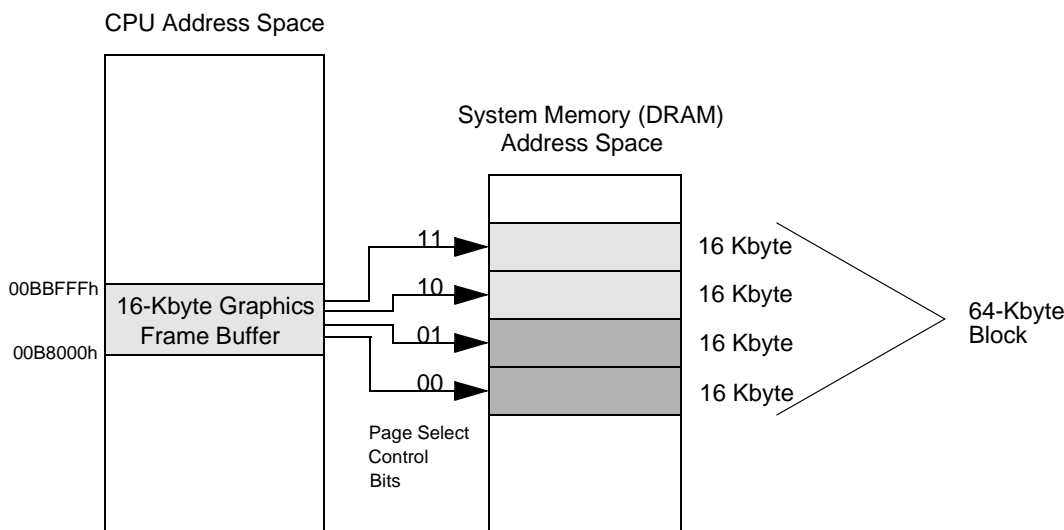 CPU Address Space
System Memory (DRAM)
Address Space
00BBFFFh
16-Kbyte Graphics
Frame Buffer
00B8000h
11
10
01
00
Page Select
Control
Bits
16 Kbyte
16 Kbyte
16 Kbyte
16 Kbyte
64-Kbyte
Block